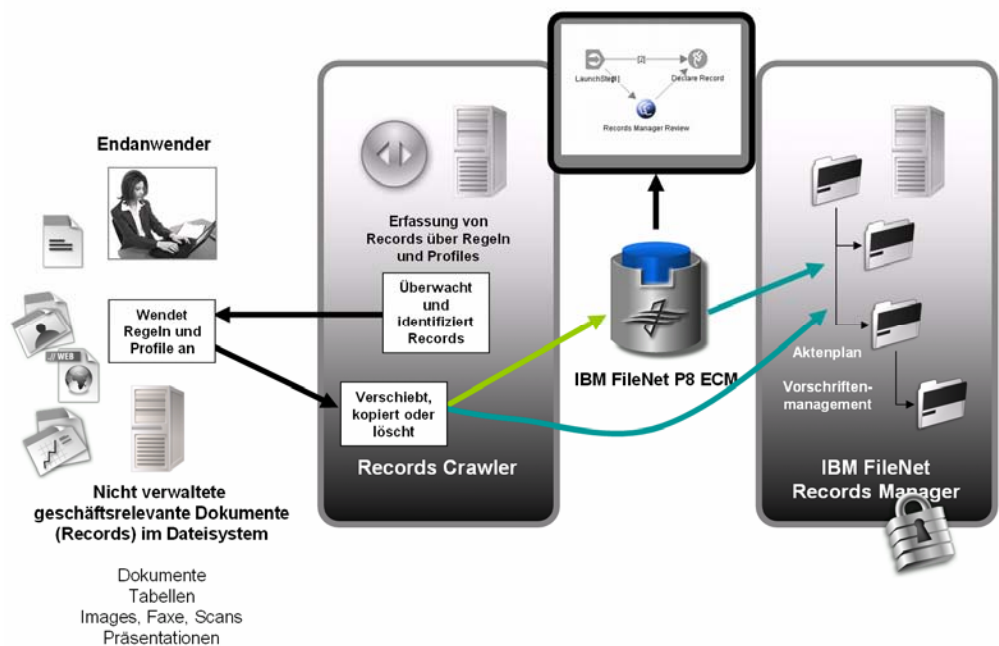 LaunchStep1
Declare Record
Records Manager Review
Endanwender
Erfassung von
Records über Regeln
und Profiles
Überwacht
und
identifiziert
Records
Wendet
Regeln und
Profile an
// WEB
Verschiebt,
kopiert oder
löscht
Records Crawler
IBM FileNet P8 ECM
Aktenplan
Vorschriften-
management
IBM FileNet
Records Manager
Nicht verwaltete
geschäftsrelevante Dokumente
(Records) im Dateisystem
Dokumente
Tabellen
Images, Faxe, Scans
Präsentationen